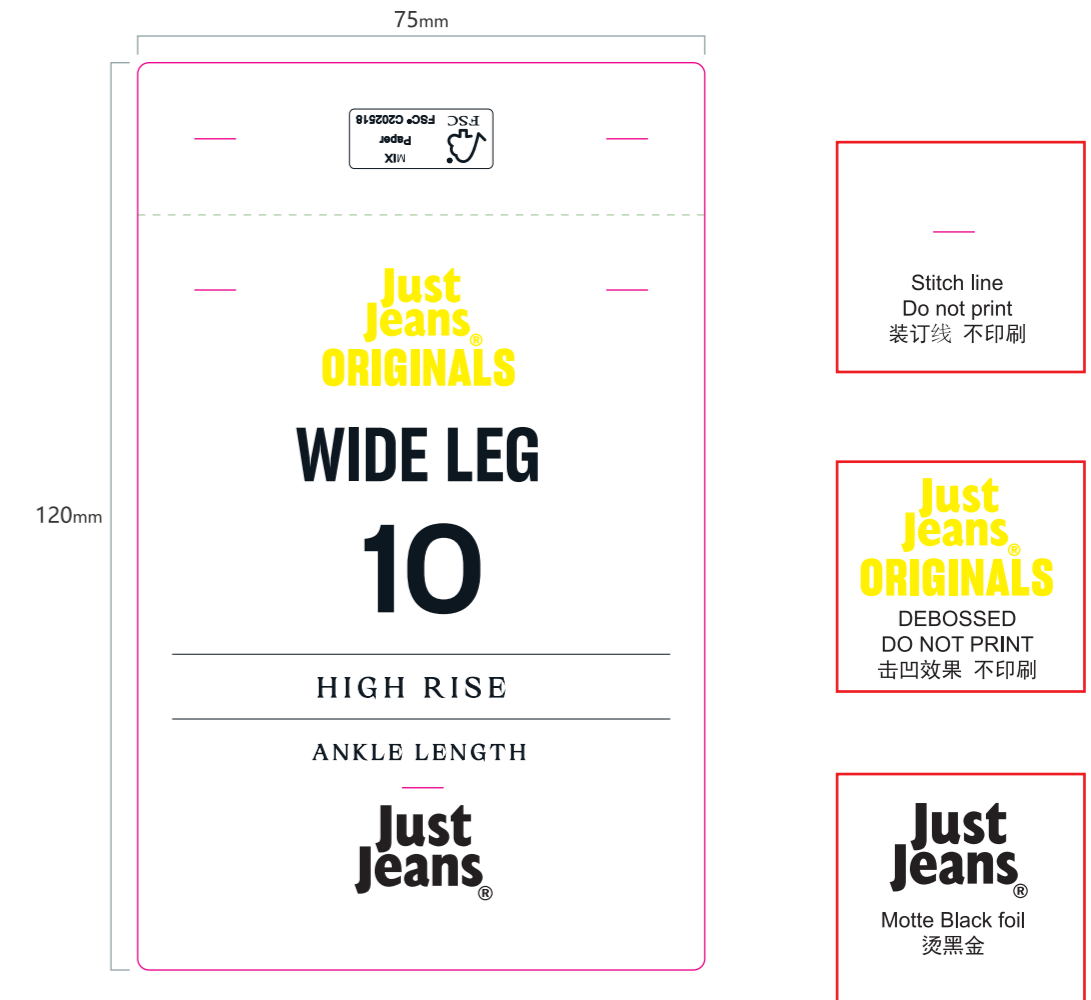 75mm
120mm
MIX
Paper
FSC® C202518
FSC
Just
Jeans®
ORIGINALS
WIDE LEG
10
HIGH RISE
ANKLE LENGTH
Just
Jeans®
Stitch line
Do not print
装订线 不印刷
Just
Jeans®
ORIGINALS
DEBOSSED
DO NOT PRINT
击凹效果 不印刷
Just
Jeans®
Motte Black foil
烫黑金